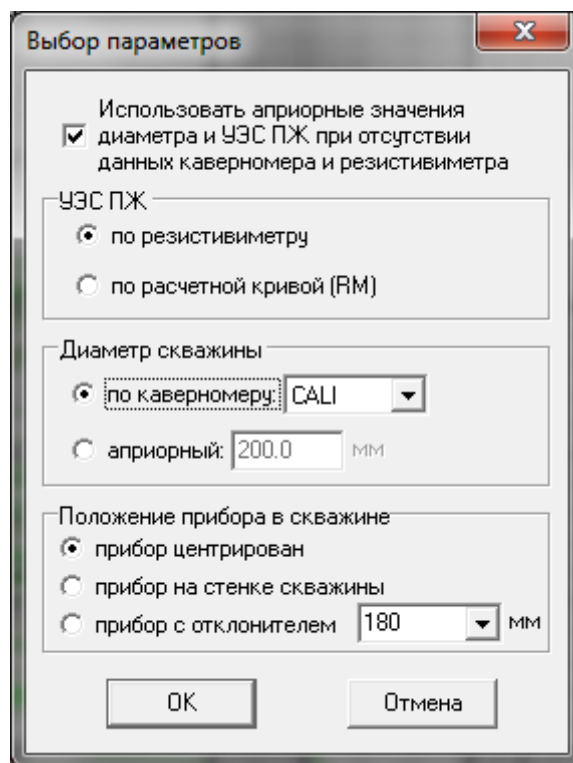 Выбор параметров
Использовать априорные значения
диаметра и УЭС ПЖ при отсутствии
данных каверномера и резистивиметра
УЭС ПЖ
по резистивиметру
по расчетной кривой (RM)
Диаметр скважины
по каверномеру: CALI
априорный: 200.0 мм
Положение прибора в скважине
прибор центрирован
прибор на стенке скважины
прибор с отклонителем 180 мм
OK Отмена